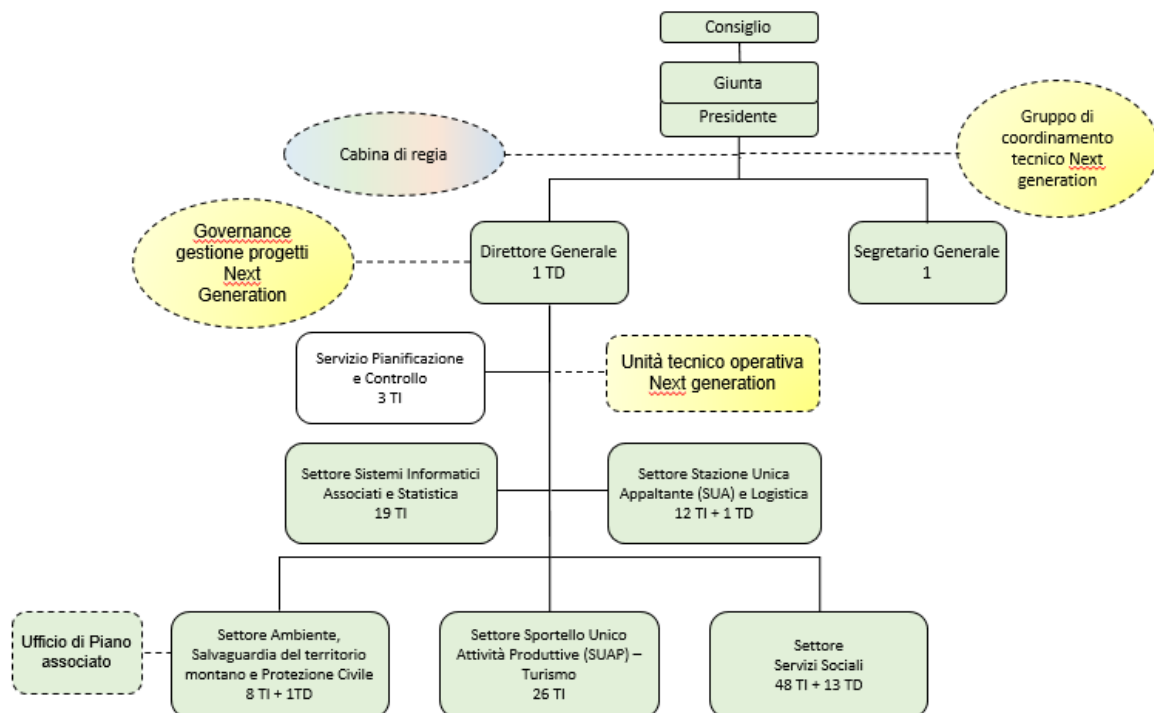 Consiglio
Giunta
Presidente
Cabina di regia
Gruppo di
coordinamento
tecnico Next
generation
Governance
gestione progetti
Next
Generation
Direttore Generale
1 TD
Segretario Generale
1
Servizio Pianificazione
e Controllo
3 TI
Unità tecnico operativa
Next generation
Settore Sistemi Informatici
Associati e Statistica
19 TI
Settore Stazione Unica
Appaltante (SUA) e Logistica
12 TI + 1 TD
Ufficio di Piano
associato
Settore Ambiente,
Salvaguardia del territorio
montano e Protezione Civile
8 TI + 1TD
Settore Sportello Unico
Attività Produttive (SUAP) –
Turismo
26 TI
Settore
Servizi Sociali
48 TI + 13 TD